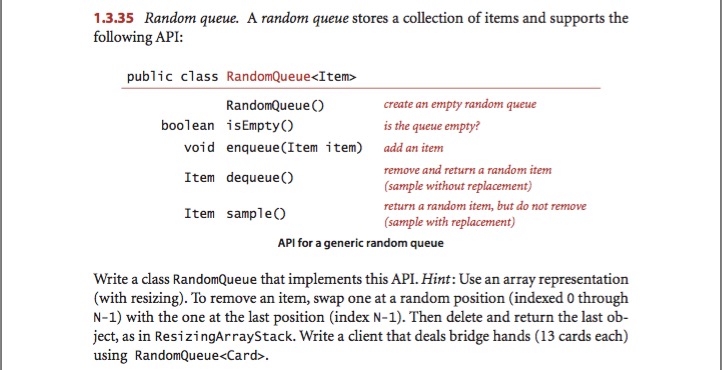 1.3.35 Random queue. A random queue stores a collection of items and supports the
following API:
public class RandomQueue<Item>
RandomQueue() create an empty random queue
boolean isEmpty() is the queue empty?
void enqueue(Item item) add an item
Item dequeue() remove and return a random item
(sample without replacement)
Item sample() return a random item, but do not remove
(sample with replacement)
API for a generic random queue
Write a class RandomQueue that implements this API. Hint: Use an array representation
(with resizing). To remove an item, swap one at a random position (indexed 0 through
N-1) with the one at the last position (index N-1). Then delete and return the last ob-
ject, as in ResizingArrayStack. Write a client that deals bridge hands (13 cards each)
using RandomQueue<Card>.